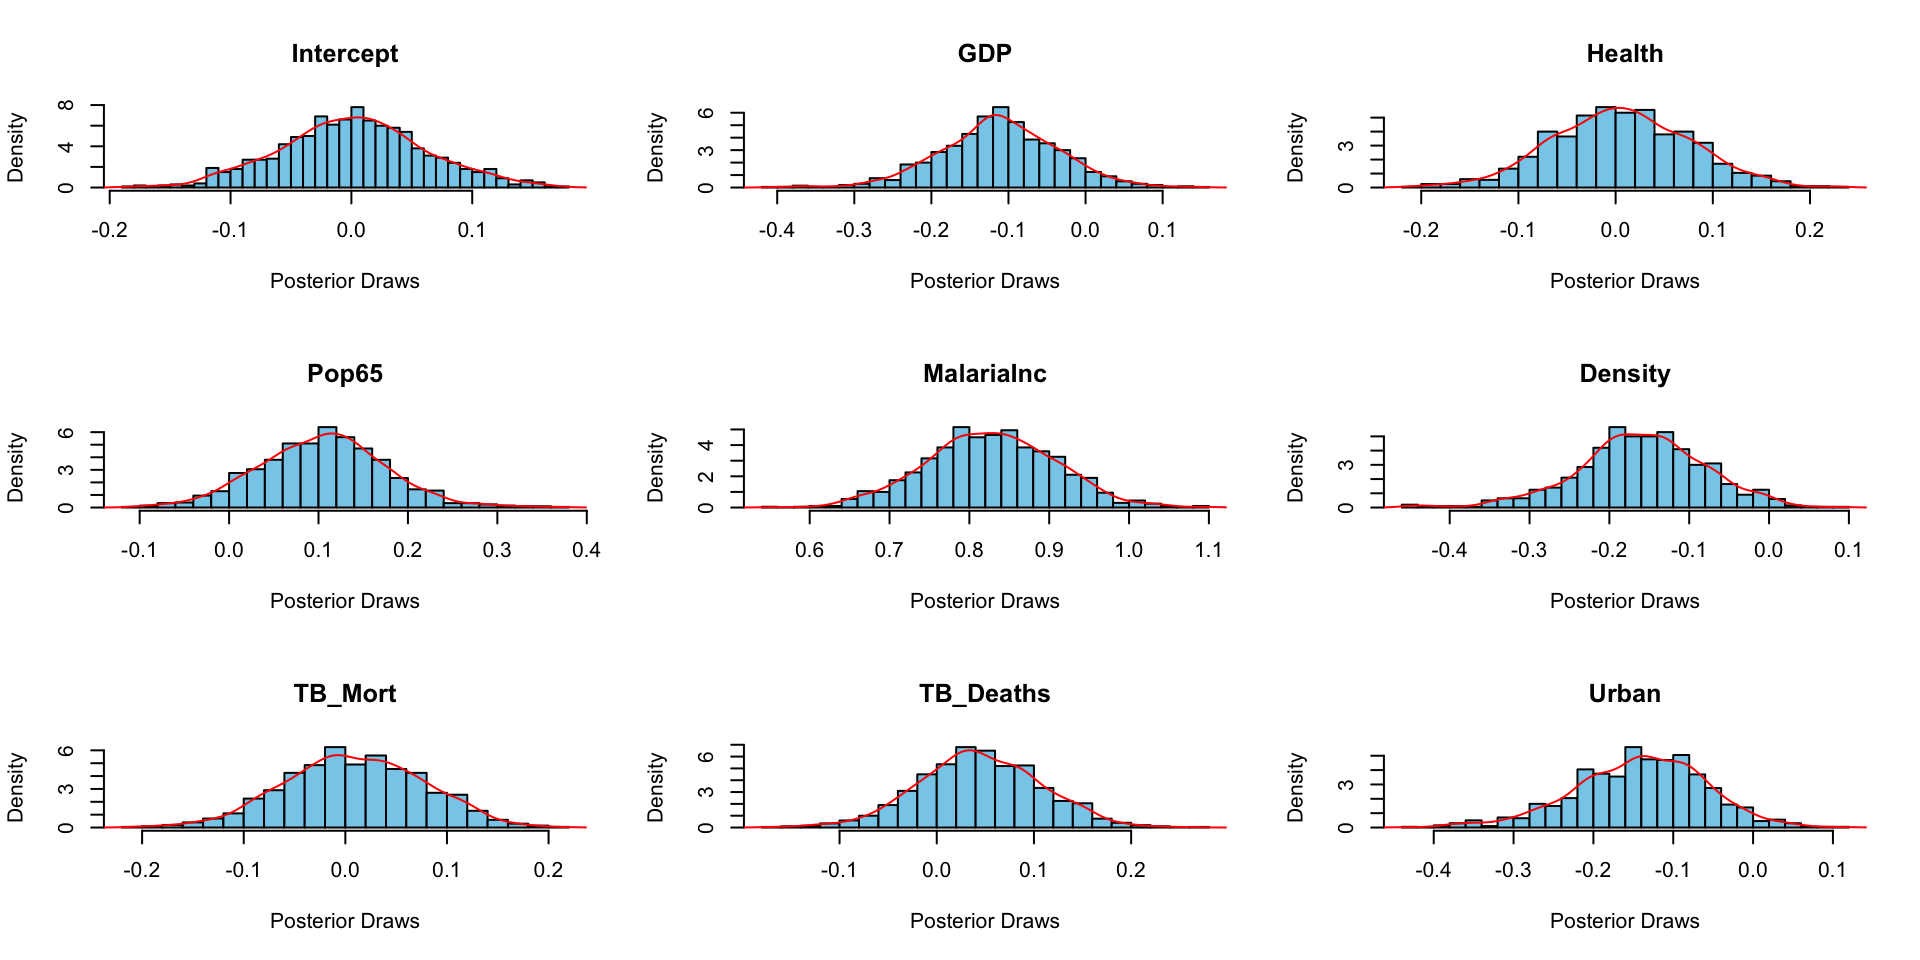 Intercept
Density
0 4 8
-0.2 -0.1 0.0 0.1
Posterior Draws
GDP
Density
0 3 6
-0.4 -0.3 -0.2 -0.1 0.0 0.1
Posterior Draws
Health
Density
0 3
-0.2 -0.1 0.0 0.1 0.2
Posterior Draws
Pop65
Density
0 3 6
-0.1 0.0 0.1 0.2 0.3 0.4
Posterior Draws
MalariaInc
Density
0 2 4
0.6 0.7 0.8 0.9 1.0 1.1
Posterior Draws
Density
Density
0 3
-0.4 -0.3 -0.2 -0.1 0.0 0.1
Posterior Draws
TB_Mort
Density
0 3 6
-0.2 -0.1 0.0 0.1 0.2
Posterior Draws
TB_Deaths
Density
0 3 6
-0.1 0.0 0.1 0.2
Posterior Draws
Urban
Density
0 3
-0.4 -0.3 -0.2 -0.1 0.0 0.1
Posterior Draws